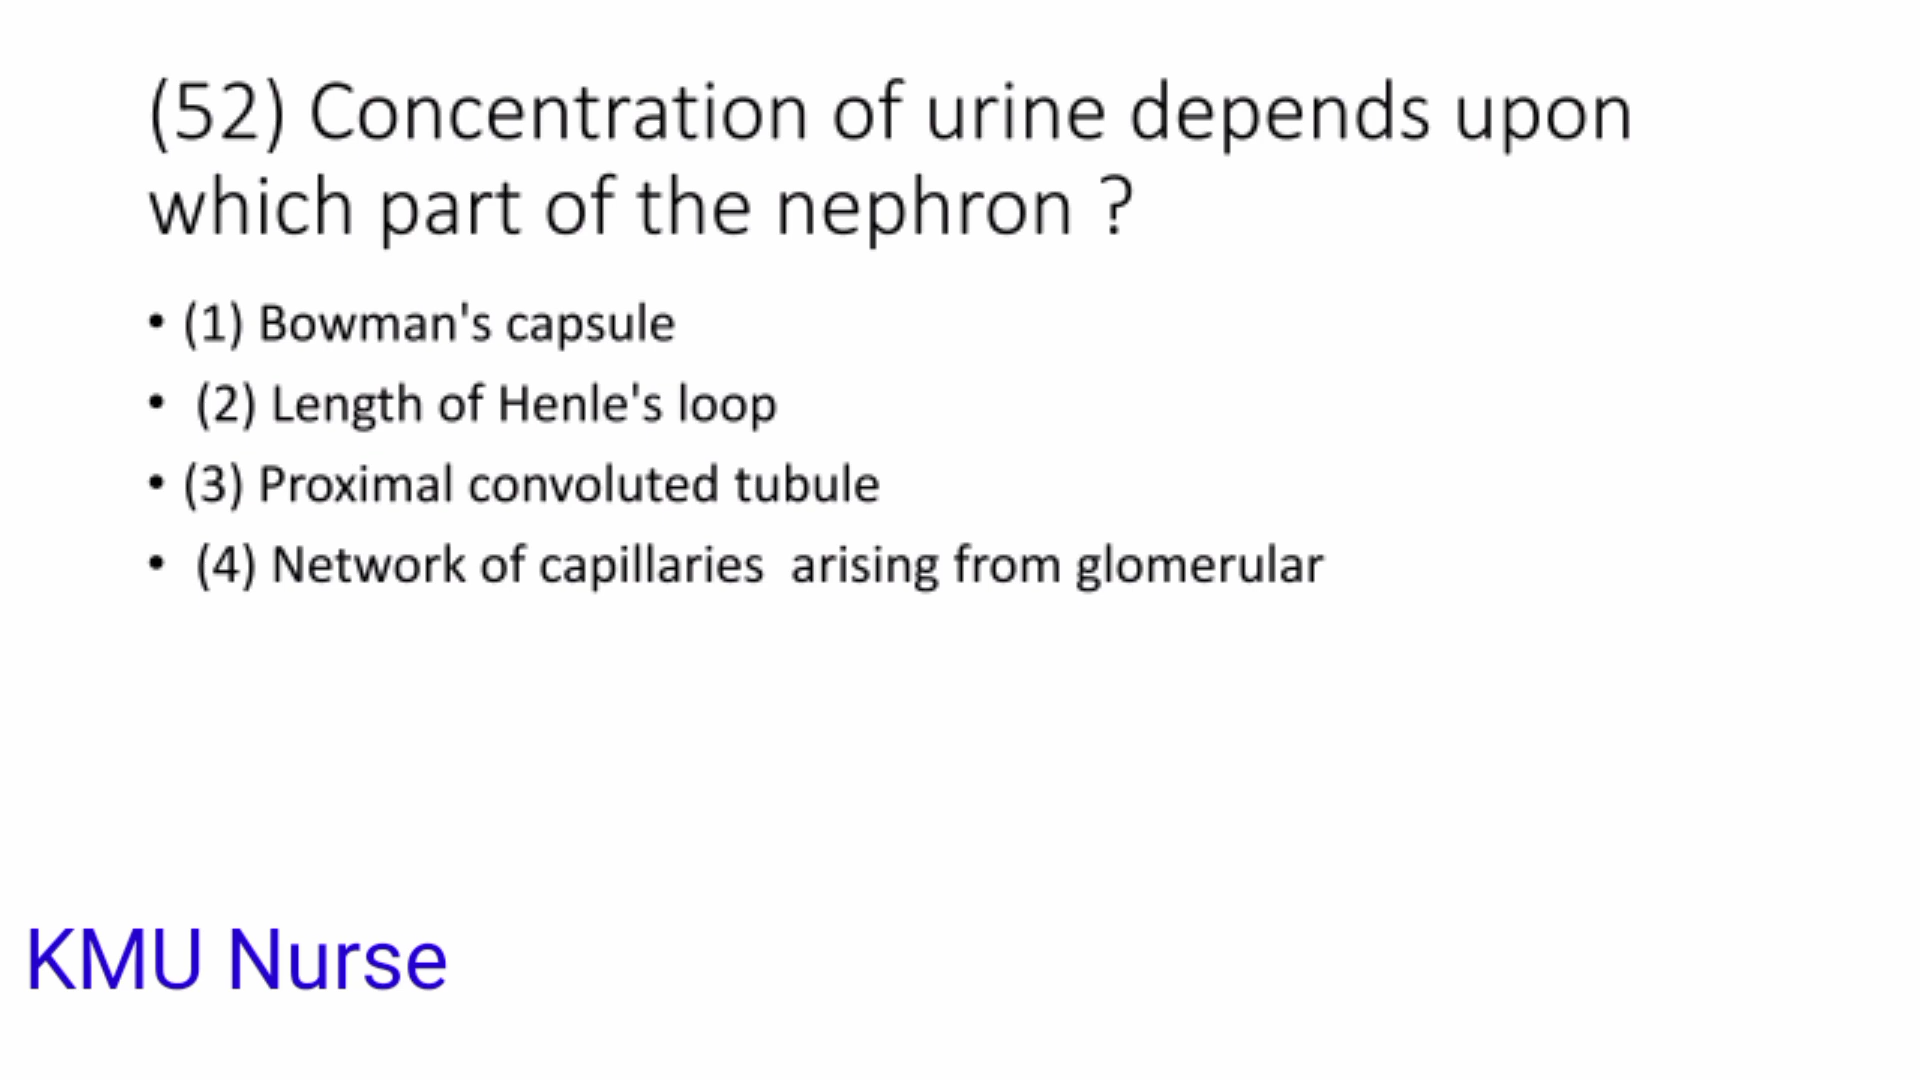 (52) Concentration of urine depends upon
which part of the nephron ?
• (1) Bowman's capsule
• (2) Length of Henle's loop
• (3) Proximal convoluted tubule
• (4) Network of capillaries  arising from glomerular
KMU Nurse